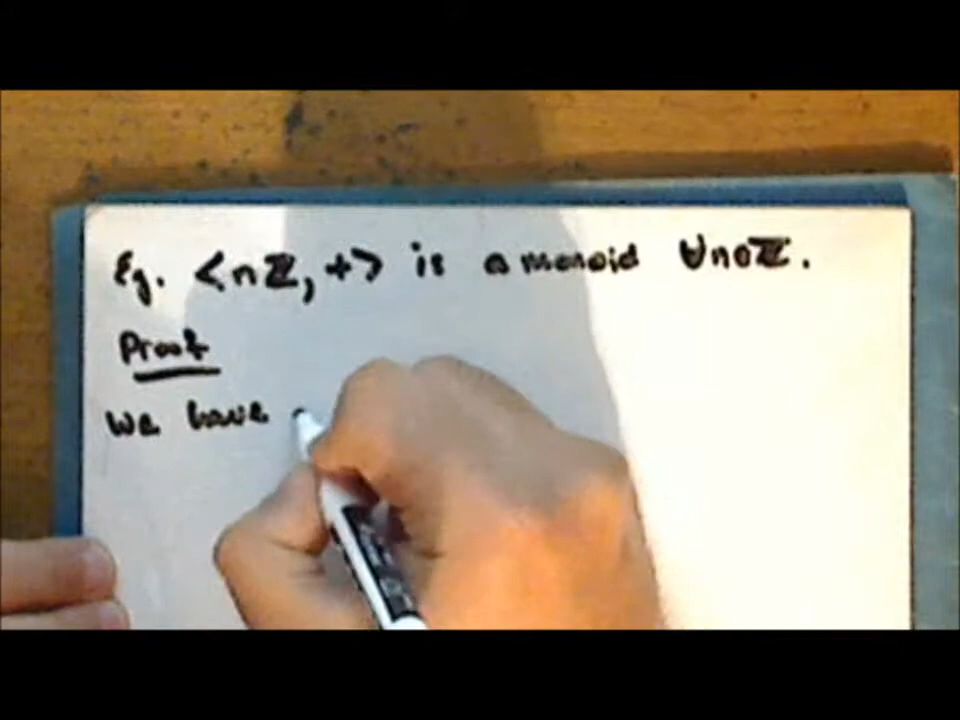 Eg. <nℤ, +> is a monoid ∀n∈ℤ.
Proof
We have